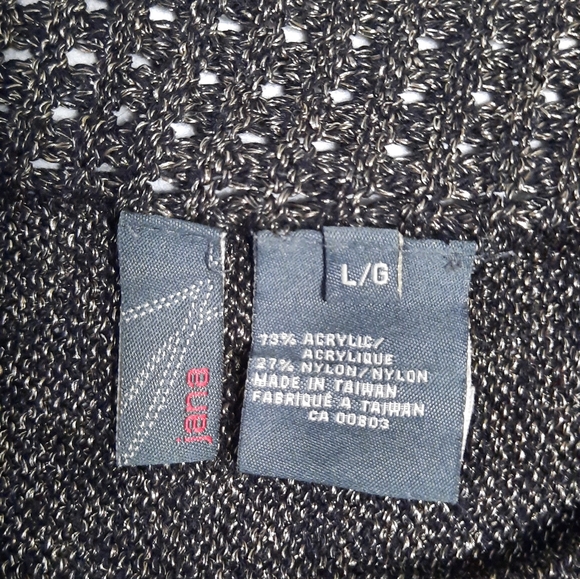 jana
L/G
73% ACRYLIC/
ACRYLIQUE
27% NYLON/NYLON
MADE IN TAIWAN
FABRIQUÉ A TAIWAN
CA 00803